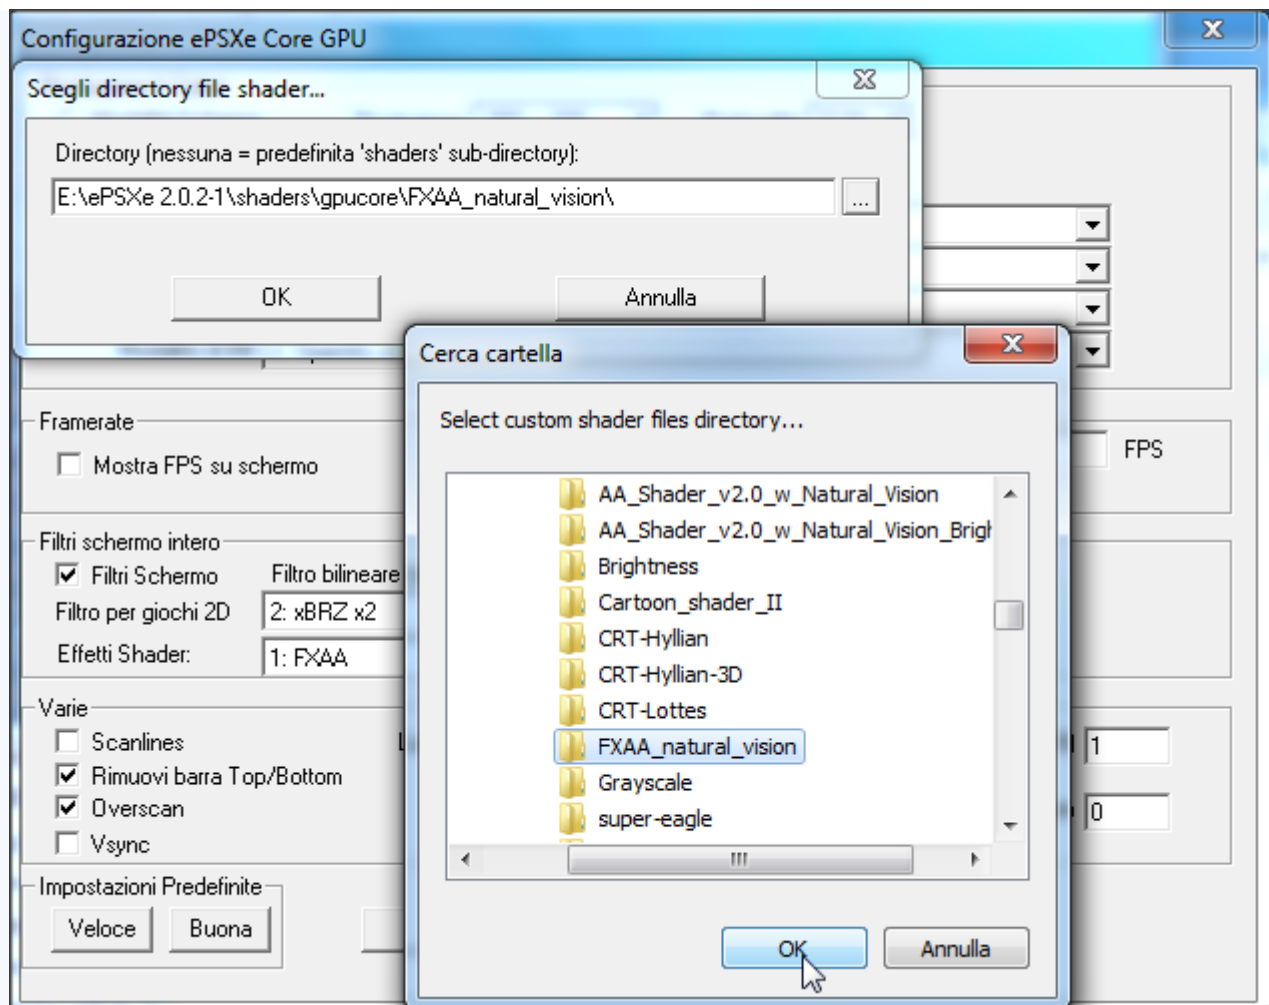 Configurazione ePSXe Core GPU
Scegli directory file shader...
Directory (nessuna = predefinita 'shaders' sub-directory):
E:\ePSXe 2.0.2-1\shaders\gpucore\FXAA_natural_vision\
...
OK
Annulla
Cerca cartella
Select custom shader files directory...
AA_Shader_v2.0_w_Natural_Vision
AA_Shader_v2.0_w_Natural_Vision_Brigh
Brightness
Cartoon_shader_II
CRT-Hyllian
CRT-Hyllian-3D
CRT-Lottes
FXAA_natural_vision
Grayscale
super-eagle
OK
Annulla
Framerate
Mostra FPS su schermo
FPS
Filtri schermo intero
Filtri Schermo
Filtro bilineare
Filtro per giochi 2D
2: xBRZ x2
Effetti Shader:
1: FXAA
Varie
Scanlines
1
Rimuovi barra Top/Bottom
Overscan
0
Vsync
Impostazioni Predefinite
Veloce
Buona